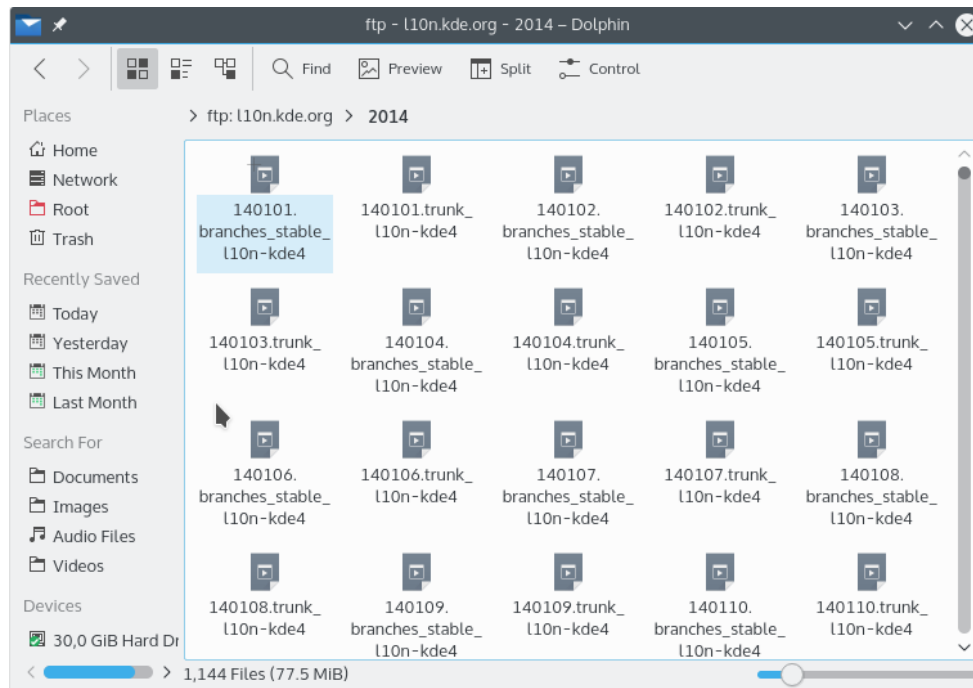 ftp - l10n.kde.org - 2014 – Dolphin
Find Preview Split Control
Places
Home
Network
Root
Trash
Recently Saved
Today
Yesterday
This Month
Last Month
Search For
Documents
Images
Audio Files
Videos
Devices
30,0 GiB Hard Dr
> ftp: l10n.kde.org > 2014
140101. 140101.trunk_ 140102. 140102.trunk_ 140103.
branches_stable_ l10n-kde4 branches_stable_ l10n-kde4 branches_stable_
l10n-kde4 l10n-kde4 l10n-kde4
140103.trunk_ 140104. 140104.trunk_ 140105. 140105.trunk_
l10n-kde4 branches_stable_ l10n-kde4 branches_stable_ l10n-kde4
l10n-kde4 l10n-kde4
140106. 140106.trunk_ 140107. 140107.trunk_ 140108.
branches_stable_ l10n-kde4 branches_stable_ l10n-kde4 branches_stable_
l10n-kde4 l10n-kde4 l10n-kde4
140108.trunk_ 140109. 140109.trunk_ 140110. 140110.trunk_
l10n-kde4 branches_stable_ l10n-kde4 branches_stable_ l10n-kde4
l10n-kde4 l10n-kde4
1,144 Files (77.5 MiB)